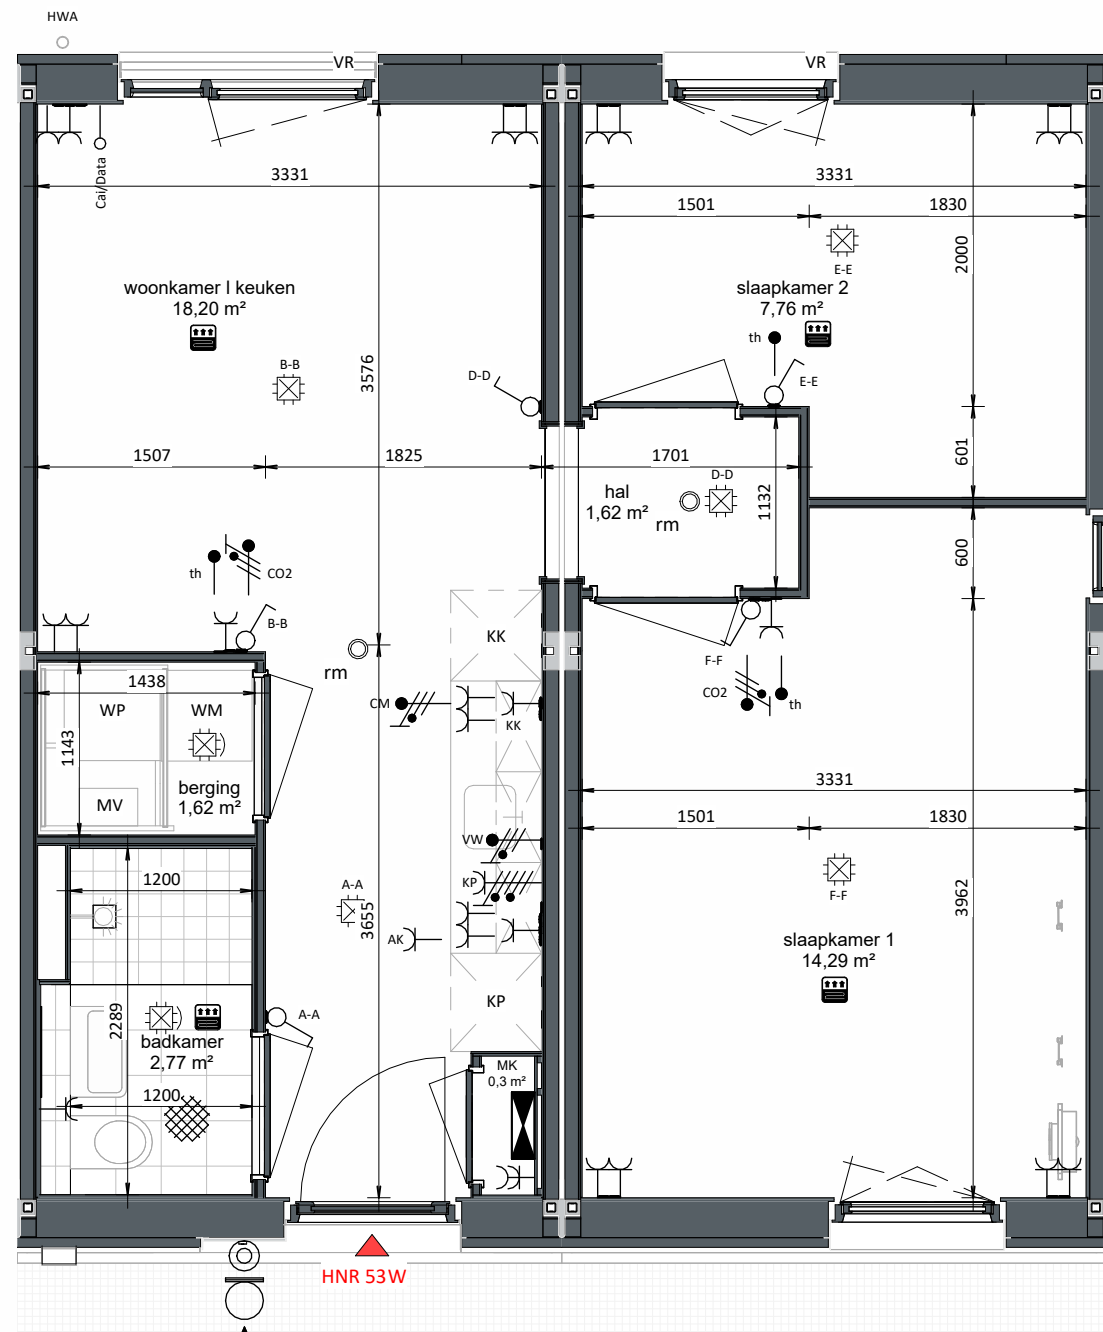 HWA
VR
VR
Cai/Data
3331
3331
1501
1830
2000
E-E
woonkamer I keuken
18,20 m²
slaapkamer 2
7,76 m²
th
E-E
B-B
3576
D-D
1507
1825
1701
601
D-D
hal
1,62 m²
rm
1132
600
th
CO2
B-B
rm
KK
F-F
CO2
th
1438
WP
WM
1143
CM
KK
berging
1,62 m²
MV
3331
1501
1830
VW
1200
A-A
3655
KP
AK
F-F
3962
slaapkamer 1
14,29 m²
KP
2289
A-A
badkamer
2,77 m²
MK
0,3 m²
1200
HNR 53W